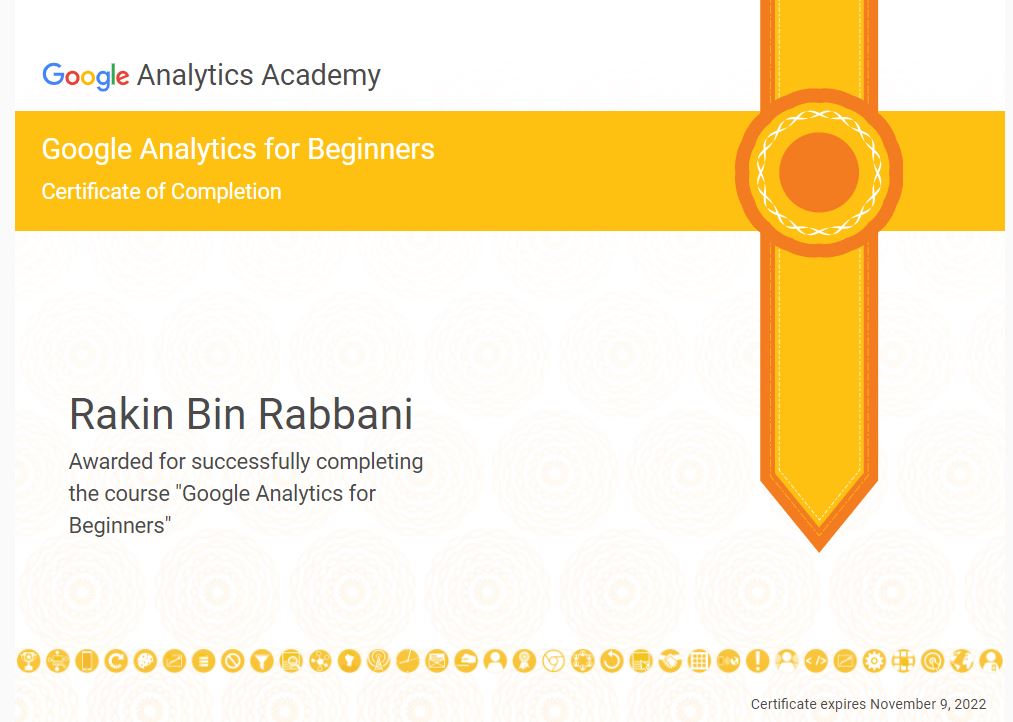 Google Analytics Academy
Google Analytics for Beginners
Certificate of Completion
Rakin Bin Rabbani
Awarded for successfully completing
the course "Google Analytics for
Beginners"
Certificate expires November 9, 2022